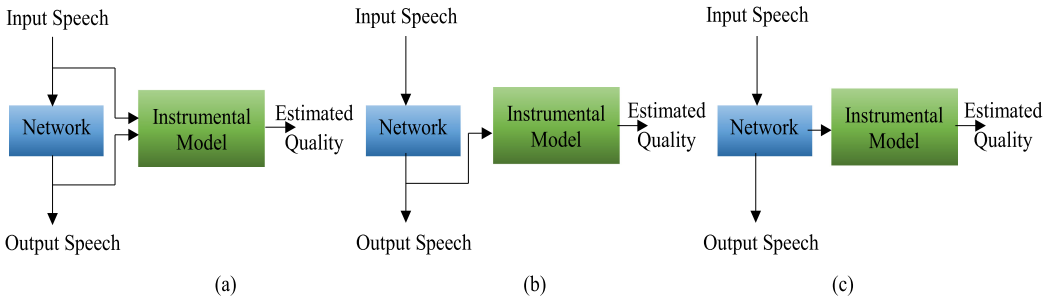 Input Speech
Network
Instrumental
Model
Estimated
Quality
Output Speech
(a)
Input Speech
Network
Instrumental
Model
Estimated
Quality
Output Speech
(b)
Input Speech
Network
Instrumental
Model
Estimated
Quality
Output Speech
(c)